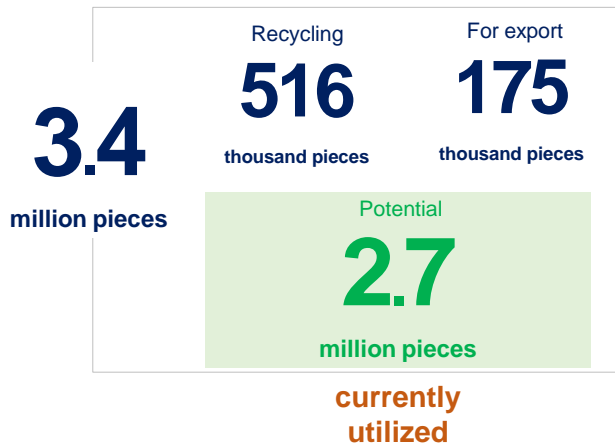 3.4
million pieces
Recycling
516
thousand pieces
For export
175
thousand pieces
Potential
2.7
million pieces
currently
utilized